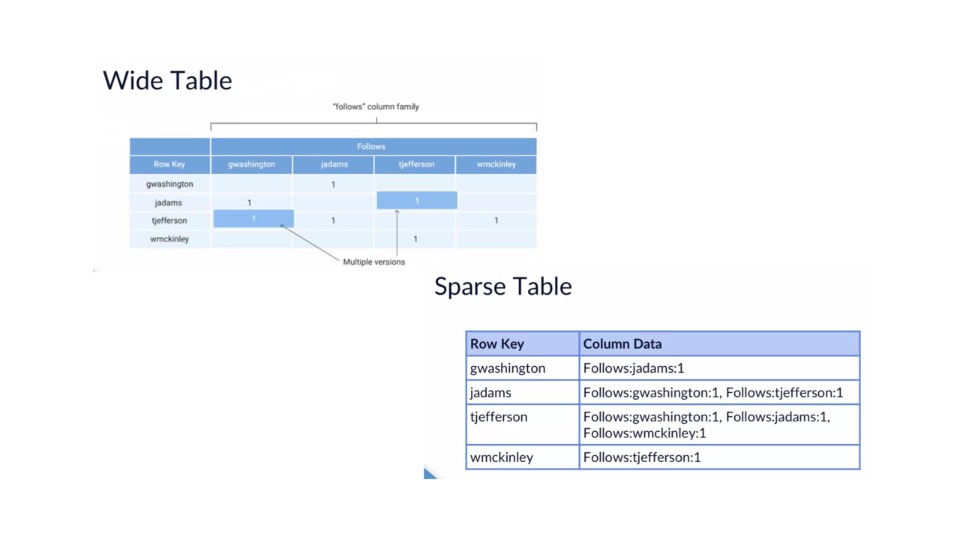 Wide Table
"follows" column family
Follows
Row Key gwashington jadams tjefferson wmckinley
gwashington 1
jadams 1 1
tjefferson 1 1 1
wmckinley 1
Multiple versions
Sparse Table
Row Key Column Data
gwashington Follows:jadams:1
jadams Follows:gwashington:1, Follows:tjefferson:1
tjefferson Follows:gwashington:1, Follows:jadams:1,
Follows:wmckinley:1
wmckinley Follows:tjefferson:1